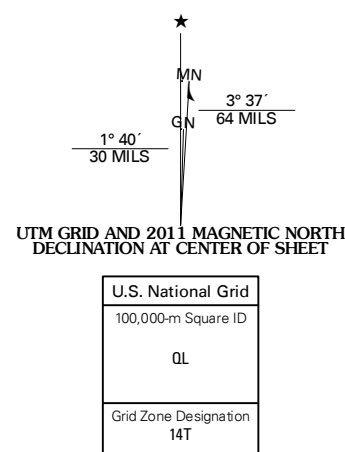 ★
MN
3° 37´
64 MILS
GN
1° 40´
30 MILS
UTM GRID AND 2011 MAGNETIC NORTH
DECLINATION AT CENTER OF SHEET
U.S. National Grid
100,000-m Square ID
QL
Grid Zone Designation
14T